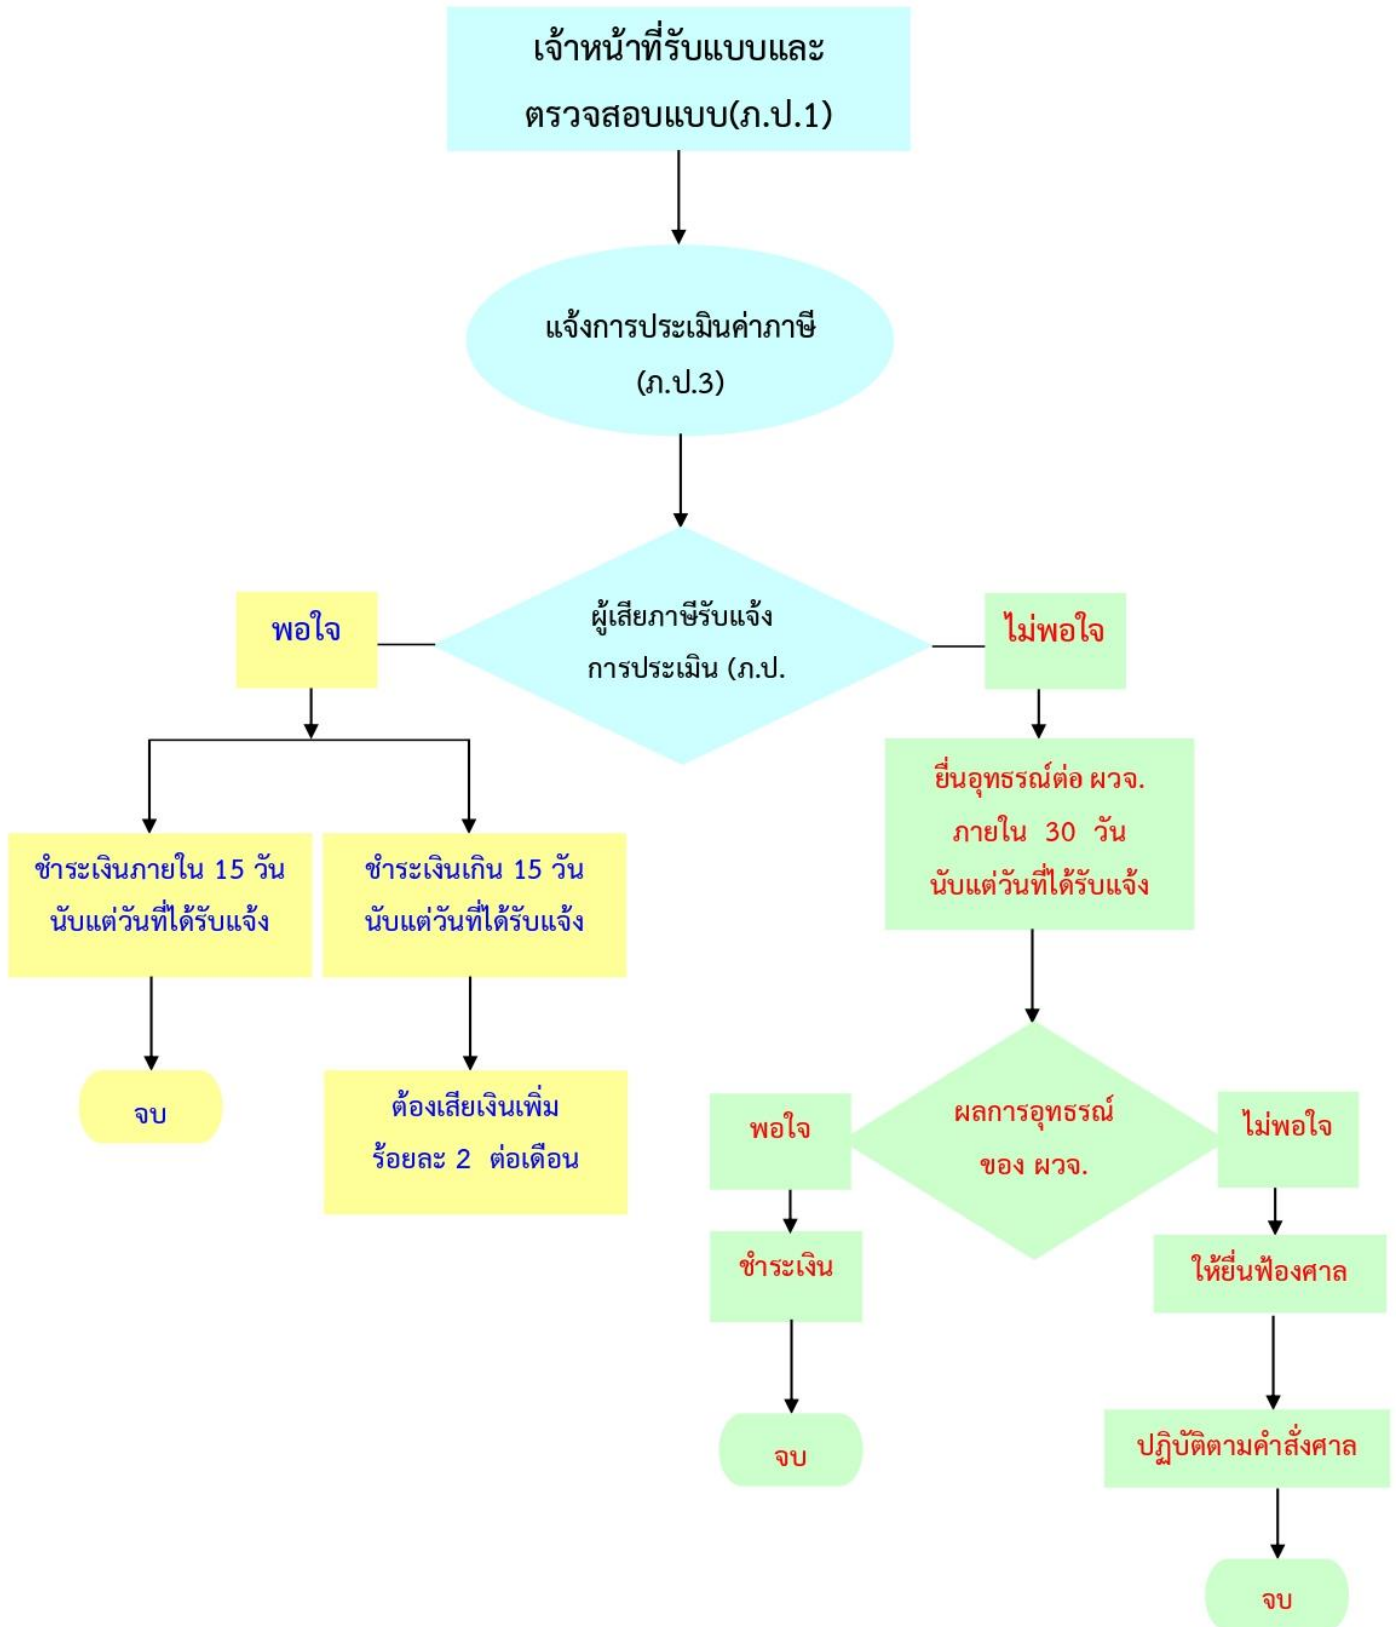 เจ้าหน้าที่รับแบบและ
ตรวจสอบแบบ(ภ.ป.1)
แจ้งการประเมินค่าภาษี
(ภ.ป.3)
ผู้เสียภาษีรับแจ้ง
การประเมิน (ภ.ป.
พอใจ
ไม่พอใจ
ชำระเงินภายใน 15 วัน
นับแต่วันที่ได้รับแจ้ง
จบ
ชำระเงินเกิน 15 วัน
นับแต่วันที่ได้รับแจ้ง
ต้องเสียเงินเพิ่ม
ร้อยละ 2 ต่อเดือน
ยื่นอุทธรณ์ต่อ ผวจ.
ภายใน 30 วัน
นับแต่วันที่ได้รับแจ้ง
ผลการอุทธรณ์
ของ ผวจ.
พอใจ
ชำระเงิน
จบ
ไม่พอใจ
ให้ยื่นฟ้องศาล
ปฏิบัติตามคำสั่งศาล
จบ